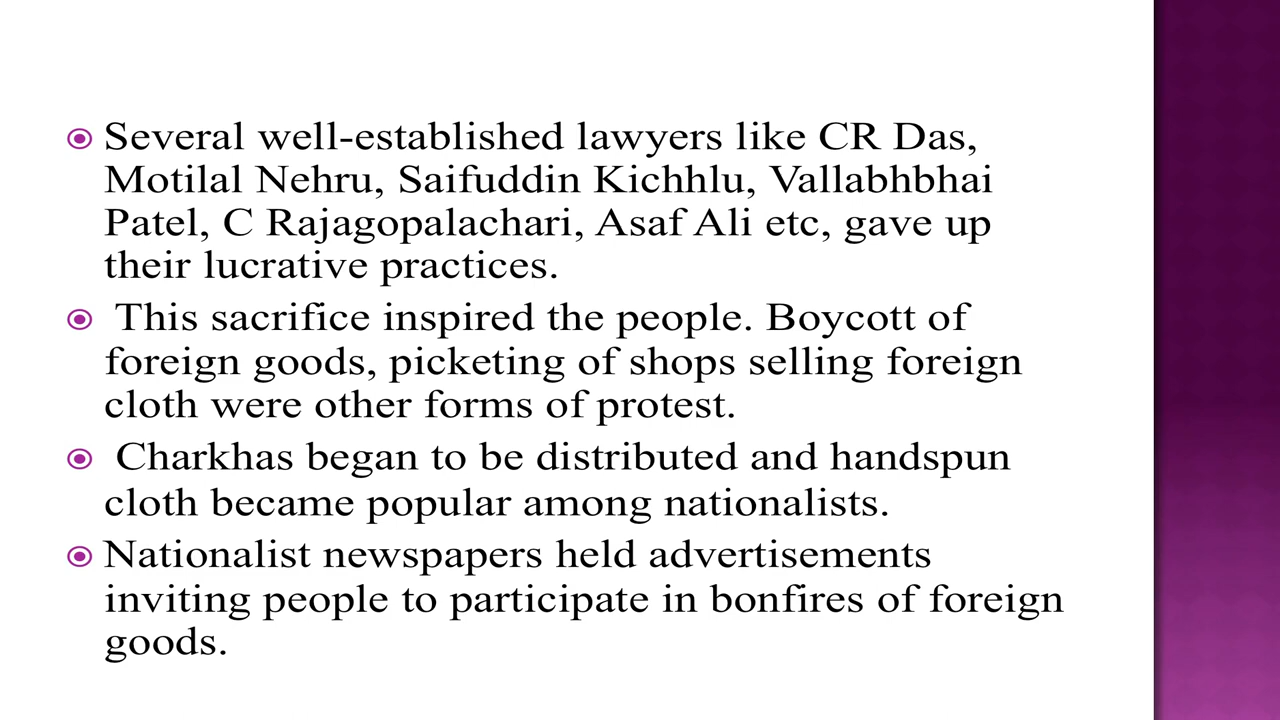 Several well-established lawyers like CR Das,
Motilal Nehru, Saifuddin Kichhlu, Vallabhbhai
Patel, C Rajagopalachari, Asaf Ali etc, gave up
their lucrative practices.
This sacrifice inspired the people. Boycott of
foreign goods, picketing of shops selling foreign
cloth were other forms of protest.
Charkhas began to be distributed and handspun
cloth became popular among nationalists.
Nationalist newspapers held advertisements
inviting people to participate in bonfires of foreign
goods.